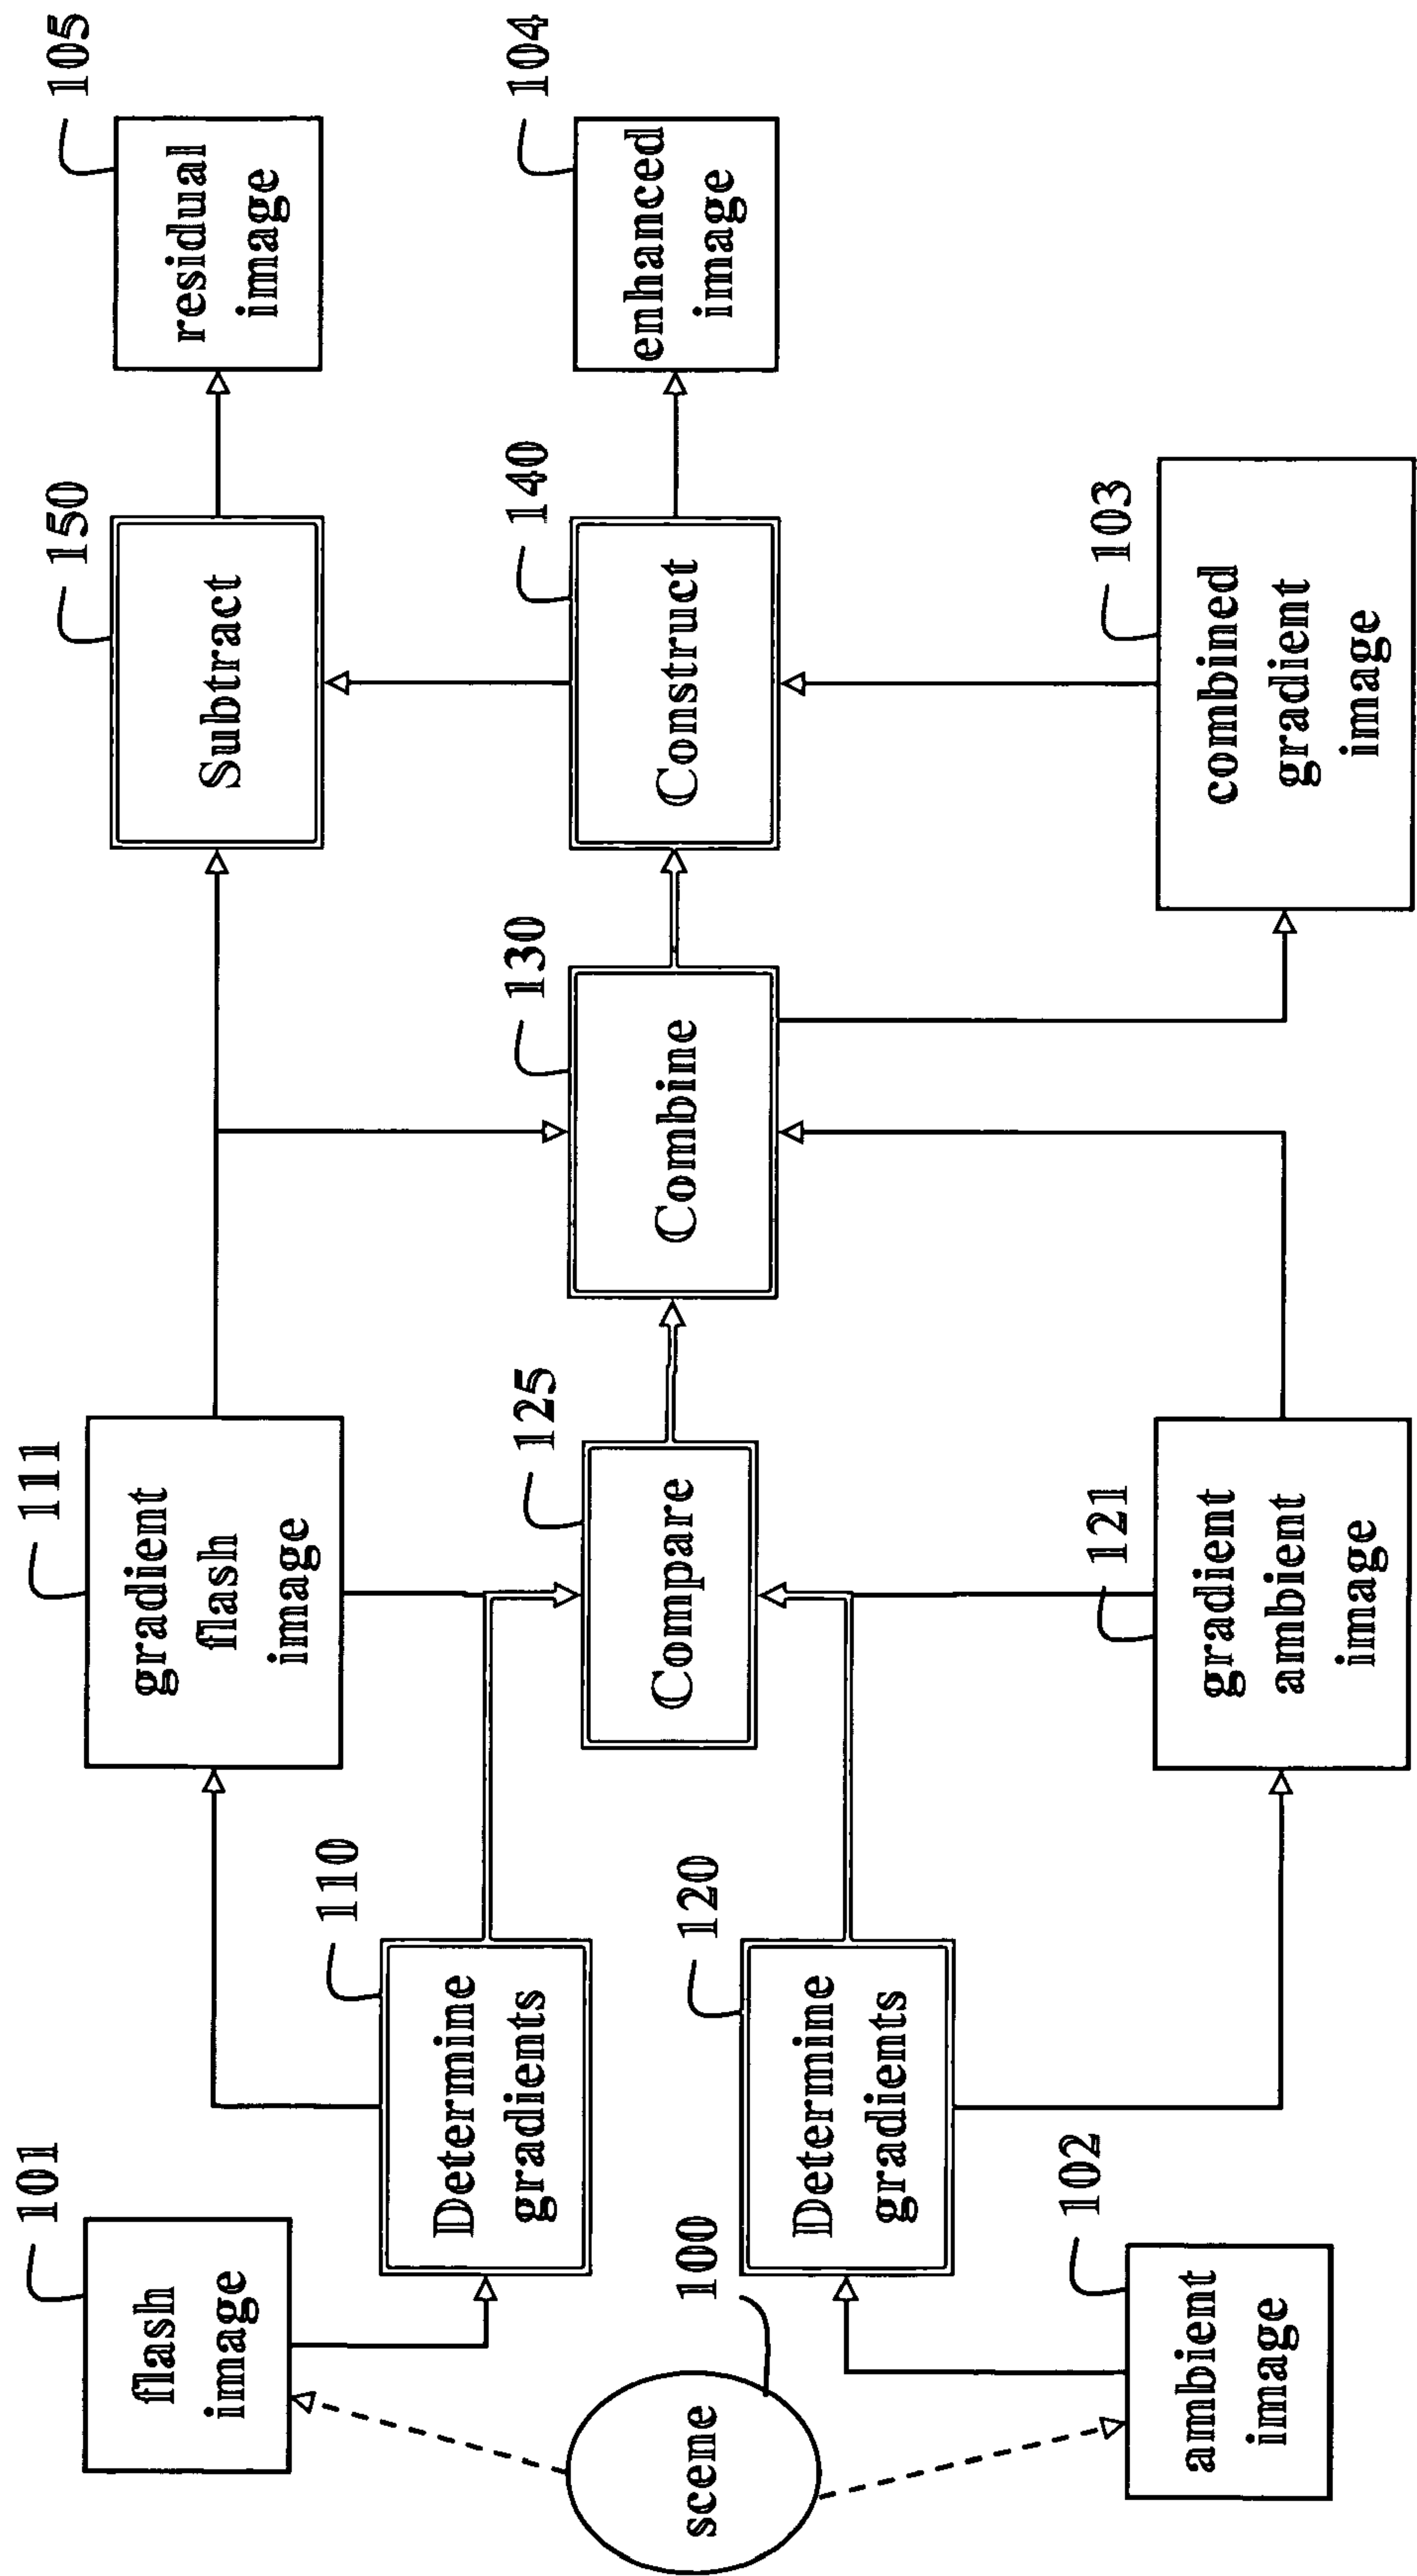 101
flash
image
110
Determine
gradients
111
gradient
flash
image
150
Subtract
105
residual
image
100
scene
125
Compare
130
Combine
140
Construct
104
enhanced
image
120
Determine
gradients
102
ambient
image
121
gradient
ambient
image
103
combined
gradient
image